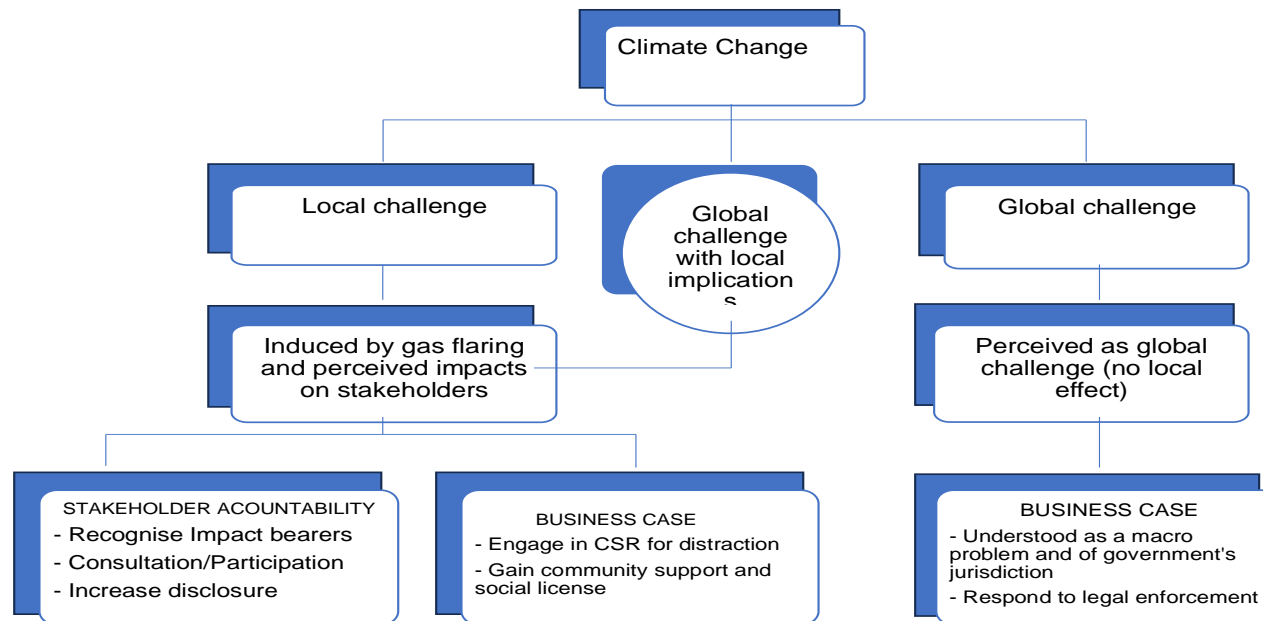 Climate Change
Local challenge
Global
challenge
with local
implication
s
Global challenge
Induced by gas flaring
and perceived impacts
on stakeholders
Perceived as global
challenge (no local
effect)
STAKEHOLDER ACOUNTABILITY
- Recognise Impact bearers
- Consultation/Participation
- Increase disclosure
BUSINESS CASE
- Engage in CSR for distraction
- Gain community support and
social license
BUSINESS CASE
- Understood as a macro
problem and of government's
jurisdiction
- Respond to legal enforcement